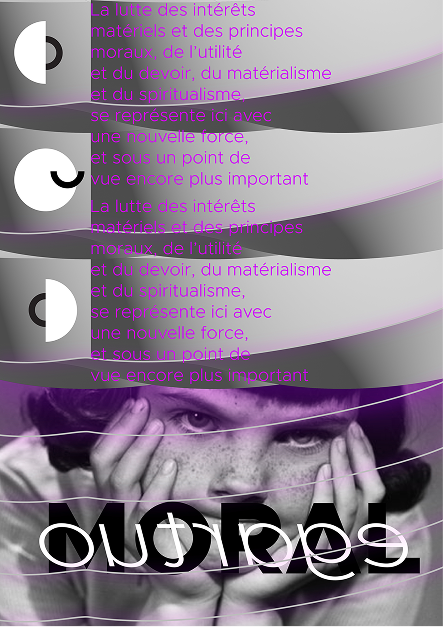 La lutte des intérêts
matériels et des principes
moraux, de l'utilité
et du devoir, du matérialisme
et du spiritualisme,
se représente ici avec
une nouvelle force,
et sous un point de
vue encore plus important
La lutte des intérêts
matériels et des principes
moraux, de l'utilité
et du devoir, du matérialisme
et du spiritualisme,
se représente ici avec
une nouvelle force,
et sous un point de
vue encore plus important
MORAL
outrage